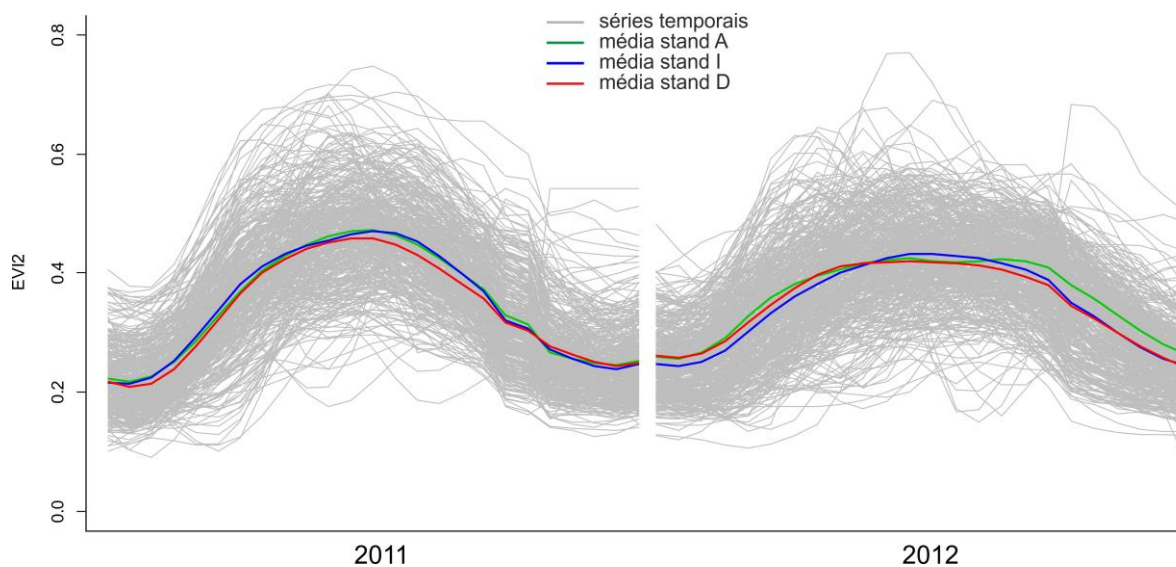 séries temporais
média stand A
média stand I
média stand D
0.8
0.6
0.4
0.2
0.0
EVI2
2011
2012